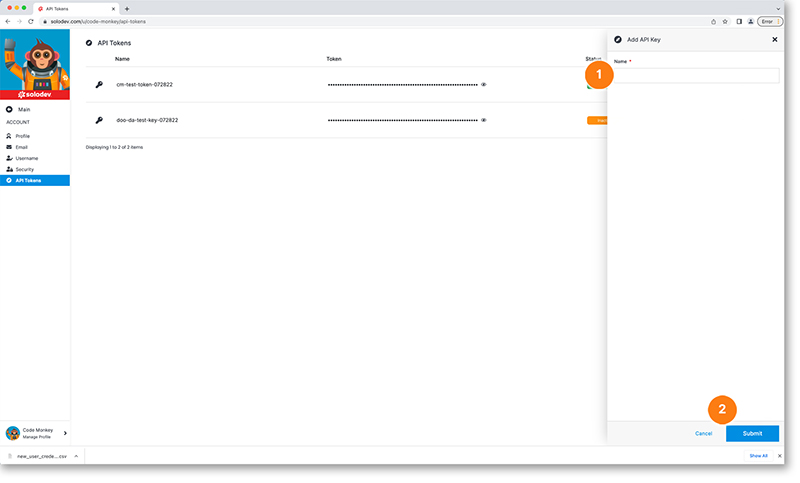 API Tokens
Error
solodev.com/u/code-monkey/api-tokens
solodev
Main
ACCOUNT
Profile
Email
Username
Security
API Tokens
Code Monkey
Manage Profile
API Tokens
Name Token Status
cm-test-token-072822
doo-da-test-key-072822
Displaying 1 to 2 of 2 items
Add API Key
Name *
1
2
Cancel Submit
new_user_crede....csv
Show All